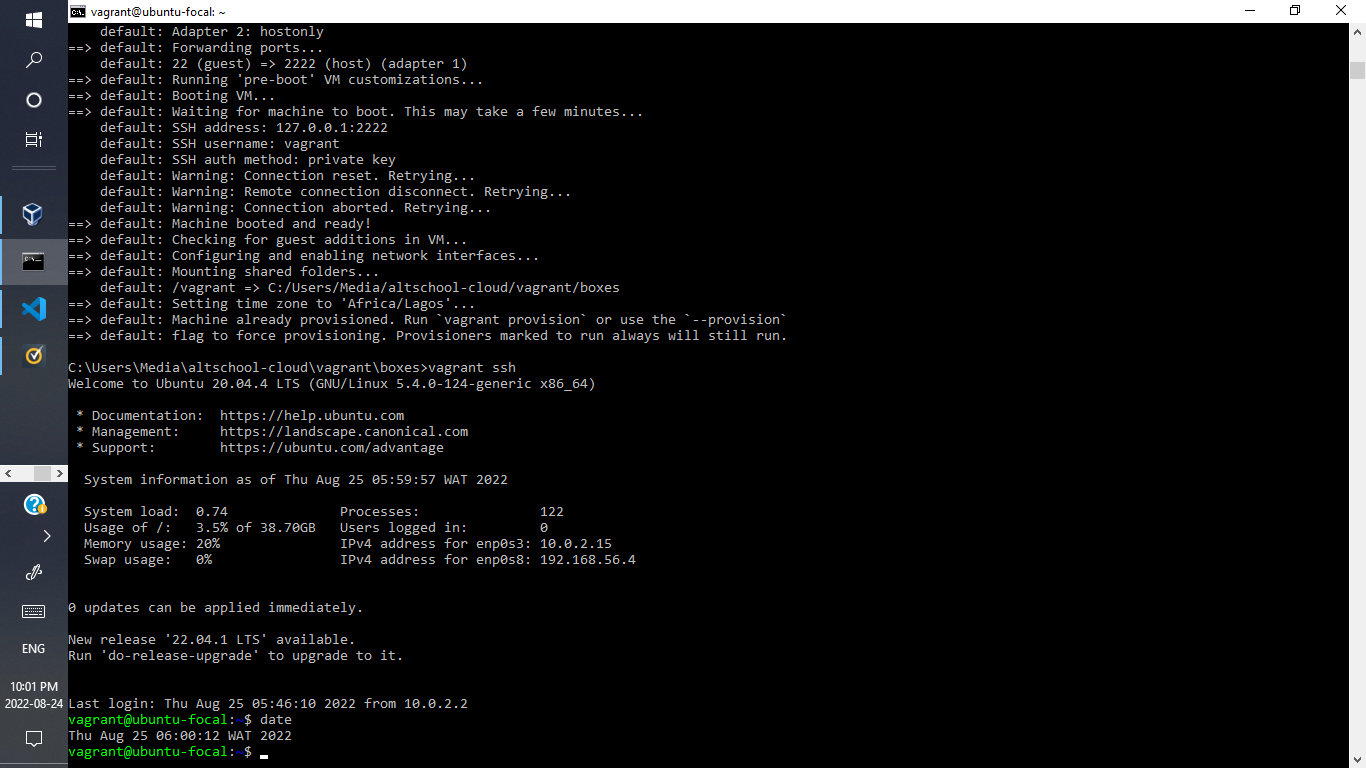 vagrant@ubuntu-focal: ~
    default: Adapter 2: hostonly
==> default: Forwarding ports...
    default: 22 (guest) => 2222 (host) (adapter 1)
==> default: Running 'pre-boot' VM customizations...
==> default: Booting VM...
==> default: Waiting for machine to boot. This may take a few minutes...
    default: SSH address: 127.0.0.1:2222
    default: SSH username: vagrant
    default: SSH auth method: private key
    default: Warning: Connection reset. Retrying...
    default: Warning: Remote connection disconnect. Retrying...
    default: Warning: Connection aborted. Retrying...
==> default: Machine booted and ready!
==> default: Checking for guest additions in VM...
==> default: Configuring and enabling network interfaces...
==> default: Mounting shared folders...
    default: /vagrant => C:/Users/Media/altschool-cloud/vagrant/boxes
==> default: Setting time zone to 'Africa/Lagos'...
==> default: Machine already provisioned. Run `vagrant provision` or use the `--provision`
==> default: flag to force provisioning. Provisioners marked to run always will still run.
C:\Users\Media\altschool-cloud\vagrant\boxes>vagrant ssh
Welcome to Ubuntu 20.04.4 LTS (GNU/Linux 5.4.0-124-generic x86_64)
 * Documentation:  https://help.ubuntu.com
 * Management:     https://landscape.canonical.com
 * Support:        https://ubuntu.com/advantage
  System information as of Thu Aug 25 05:59:57 WAT 2022
  System load:  0.74              Processes:               122
  Usage of /:   3.5% of 38.70GB   Users logged in:         0
  Memory usage: 20%               IPv4 address for enp0s3: 10.0.2.15
  Swap usage:   0%                IPv4 address for enp0s8: 192.168.56.4
0 updates can be applied immediately.
New release '22.04.1 LTS' available.
Run 'do-release-upgrade' to upgrade to it.
Last login: Thu Aug 25 05:46:10 2022 from 10.0.2.2
vagrant@ubuntu-focal:~$ date
Thu Aug 25 06:00:12 WAT 2022
vagrant@ubuntu-focal:~$
ENG
10:01 PM
2022-08-24